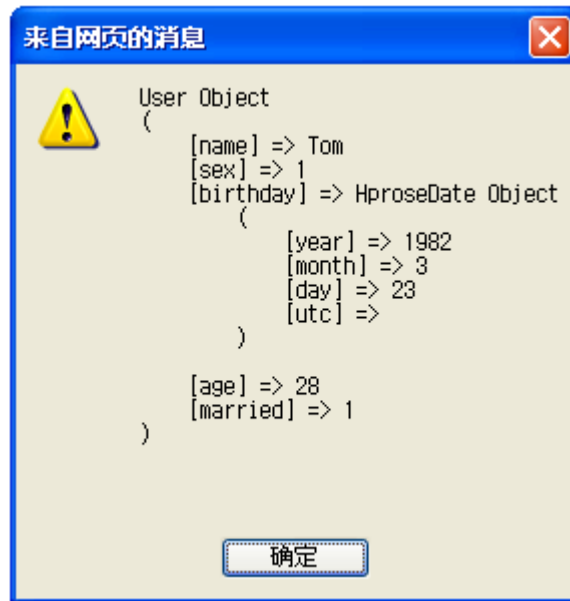 来自网页的消息
User Object
(
    [name] => Tom
    [sex] => 1
    [birthday] => HproseDate Object
        (
            [year] => 1982
            [month] => 3
            [day] => 23
            [utc] =>
        )

    [age] => 28
    [married] => 1
)
确定